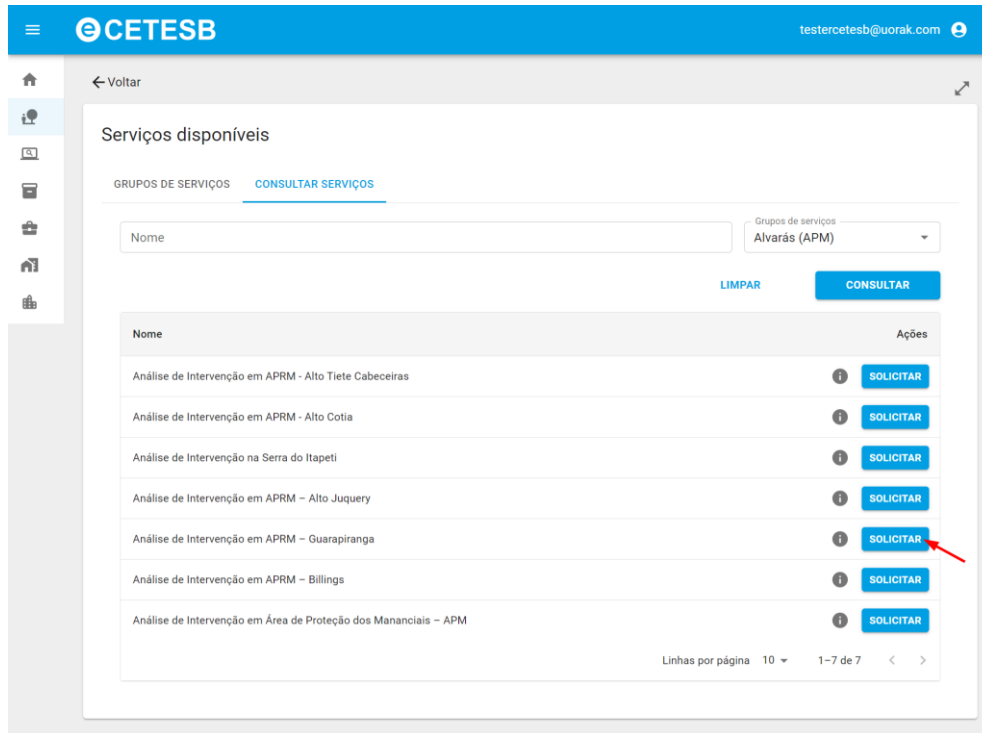 eCETESB
testercetesb@uorak.com
Voltar
Serviços disponíveis
GRUPOS DE SERVIÇOS CONSULTAR SERVIÇOS
Grupos de serviços
Nome Alvarás (APM)
LIMPAR CONSULTAR
Nome Ações
Análise de Intervenção em APRM - Alto Tiete Cabeceiras SOLICITAR
Análise de Intervenção em APRM - Alto Cotia SOLICITAR
Análise de Intervenção na Serra do Itapeti SOLICITAR
Análise de Intervenção em APRM – Alto Juquery SOLICITAR
Análise de Intervenção em APRM – Guarapiranga SOLICITAR
Análise de Intervenção em APRM – Billings SOLICITAR
Análise de Intervenção em Área de Proteção dos Mananciais – APM SOLICITAR
Linhas por página 10 1–7 de 7